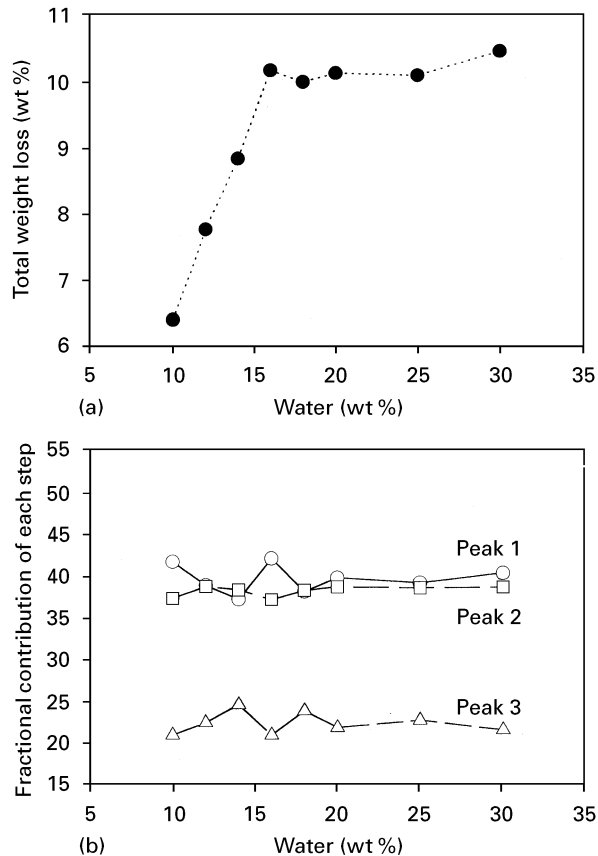 11
10
9
8
7
6
Total weight loss (wt %)
5 10 15 20 25 30 35
(a) Water (wt %)
55
50
45
40
35
30
25
20
15
Fractional contribution of each step
Peak 1
Peak 2
Peak 3
5 10 15 20 25 30 35
(b) Water (wt %)